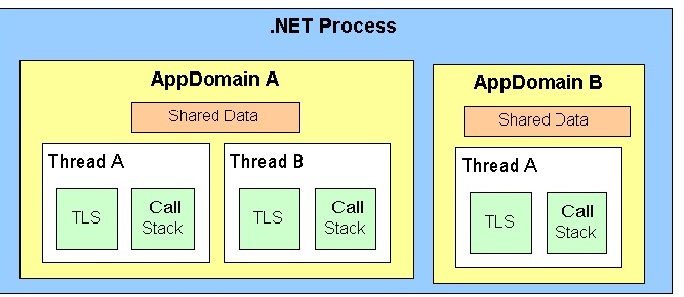 .NET Process
AppDomain A
Shared Data
Thread A
TLS
Call
Stack
Thread B
TLS
Call
Stack
AppDomain B
Shared Data
Thread A
TLS
Call
Stack